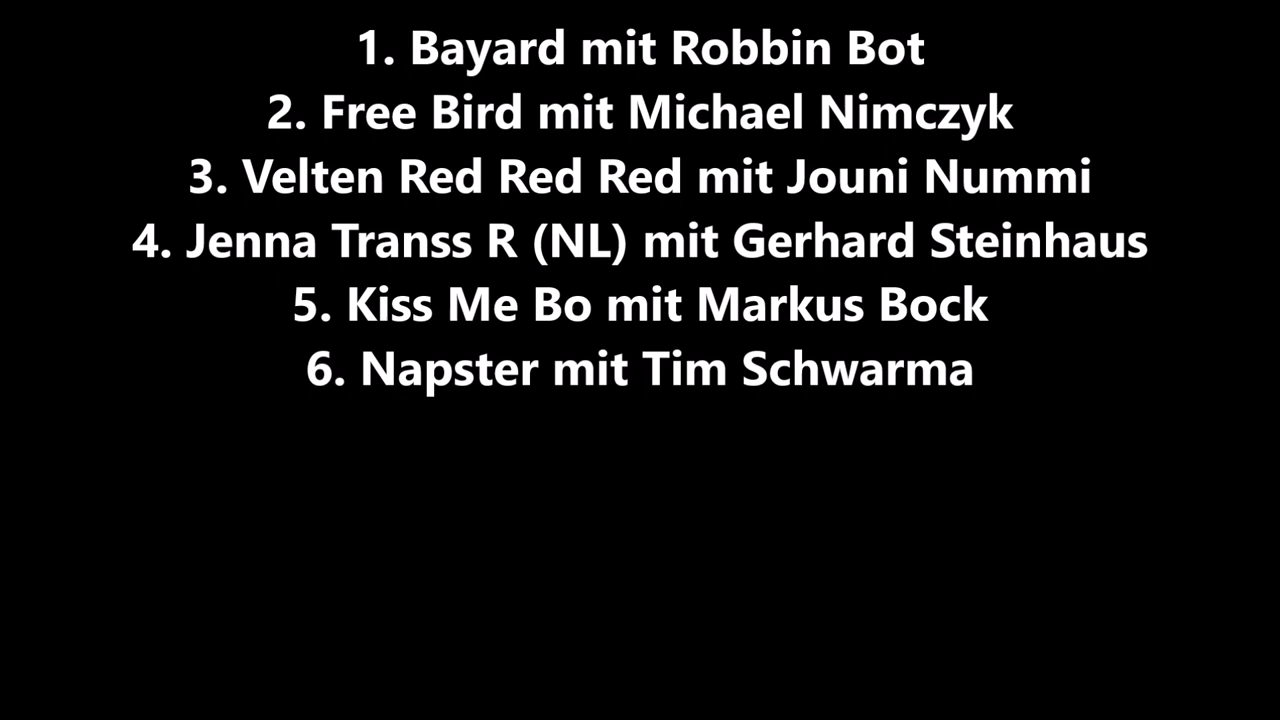 1. Bayard mit Robbin Bot
2. Free Bird mit Michael Nimczyk
3. Velten Red Red Red mit Jouni Nummi
4. Jenna Transs R (NL) mit Gerhard Steinhaus
5. Kiss Me Bo mit Markus Bock
6. Napster mit Tim Schwarma